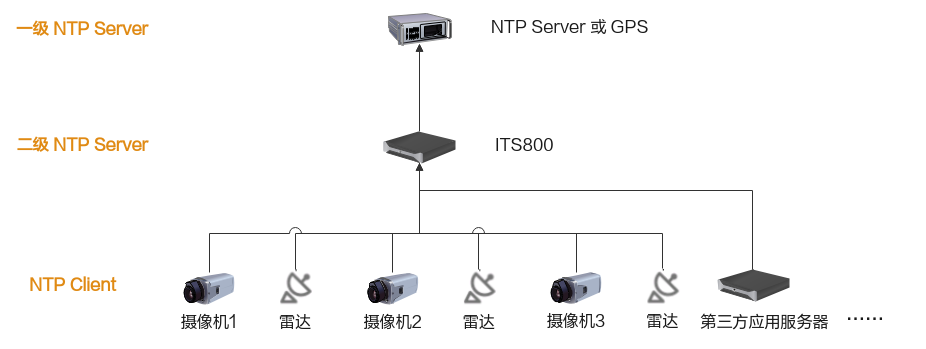 一级 NTP Server
NTP Server 或 GPS
二级 NTP Server
ITS800
NTP Client
摄像机1
雷达
摄像机2
雷达
摄像机3
雷达
第三方应用服务器
……